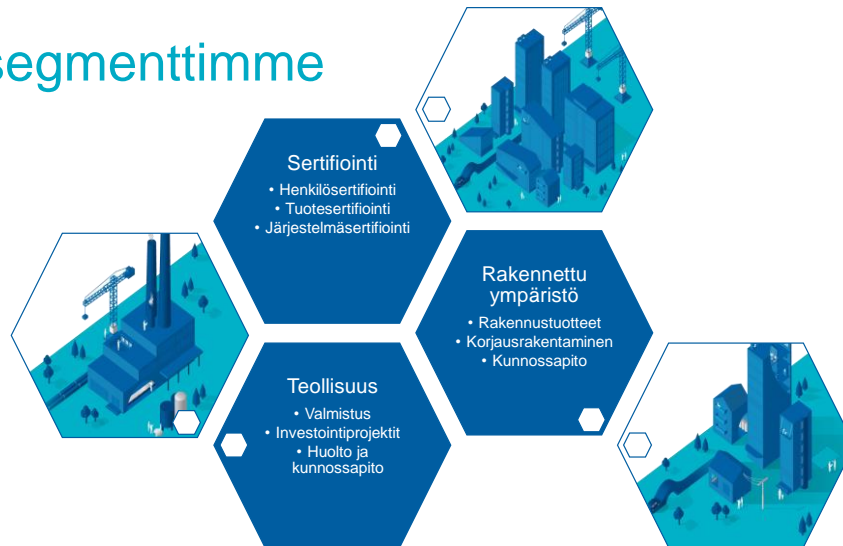 segmenttimme
Sertifiointi
• Henkilösertifiointi
• Tuotesertifiointi
• Järjestelmäsertifiointi
Rakennettu
ympäristö
• Rakennustuotteet
• Korjausrakentaminen
• Kunnossapito
Teollisuus
• Valmistus
• Investointiprojektit
• Huolto ja
kunnossapito